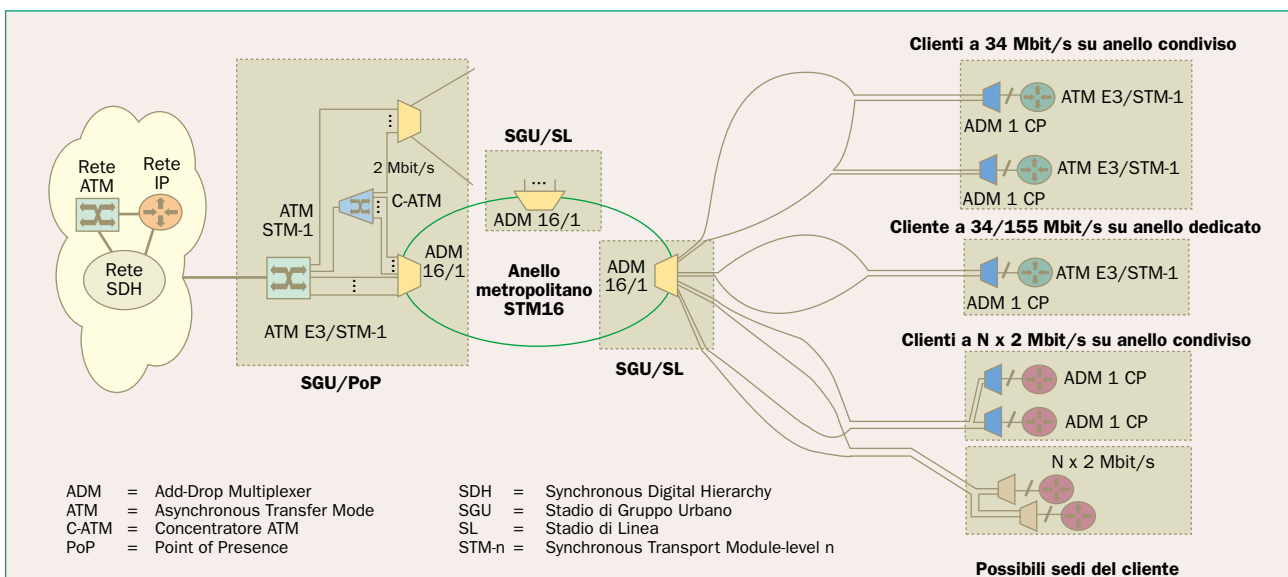 Clienti a 34 Mbit/s su anello condiviso
ATM E3/STM-1
ADM 1 CP
ATM E3/STM-1
ADM 1 CP
SGU/SL
...
ADM 16/1
2 Mbit/s
...
C-ATM
...
...
ATM
STM-1
ADM
16/1
...
ATM E3/STM-1
SGU/PoP
Rete
ATM
Rete
IP
Rete
SDH
Anello
metropolitano
STM16
ADM
16/1
SGU/SL
Cliente a 34/155 Mbit/s su anello dedicato
ATM E3/STM-1
ADM 1 CP
Clienti a N x 2 Mbit/s su anello condiviso
ADM 1 CP
ADM 1 CP
N x 2 Mbit/s
Possibili sedi del cliente
ADM = Add-Drop Multiplexer
ATM = Asynchronous Transfer Mode
C-ATM = Concentratore ATM
PoP = Point of Presence
SDH = Synchronous Digital Hierarchy
SGU = Stadio di Gruppo Urbano
SL = Stadio di Linea
STM-n = Synchronous Transport Module-level n